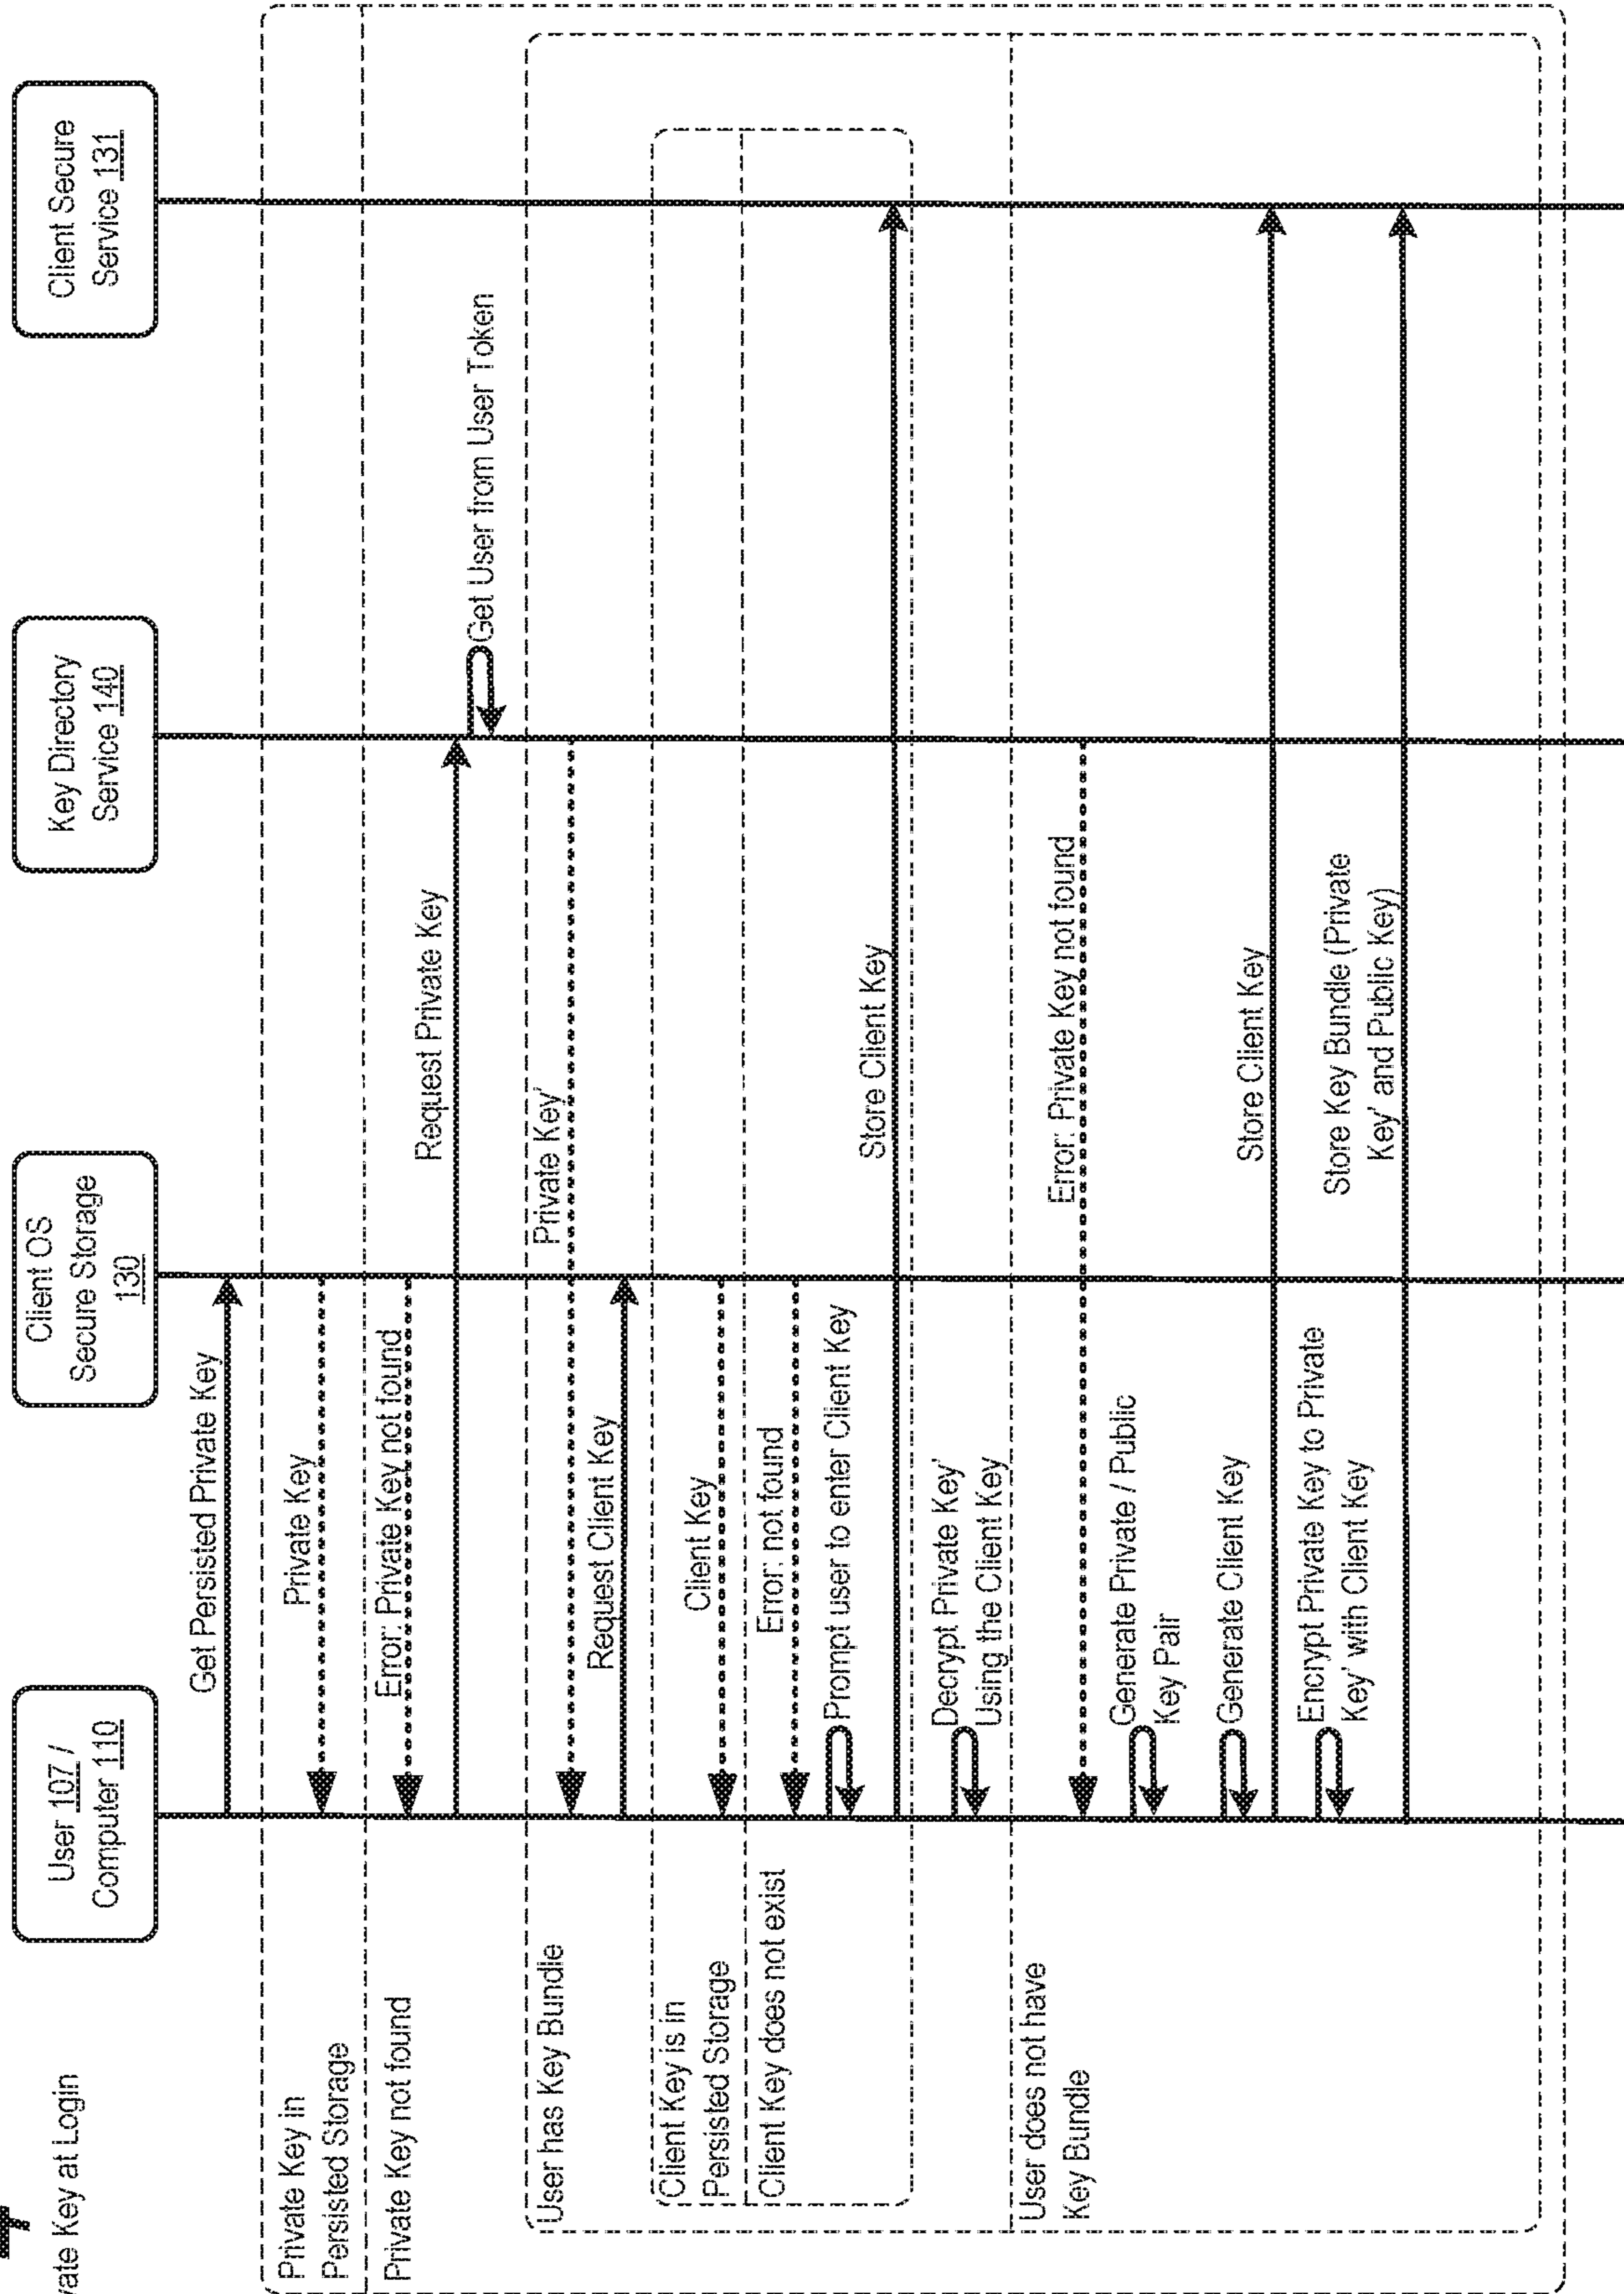 vate Key at Login
User 107 /
Computer 110
Client OS
Secure Storage
130
Key Directory
Service 140
Client Secure
Service 131
Get Persisted Private Key
Private Key in
Persisted Storage
Private Key
Private Key not found
Error: Private Key not found
Request Private Key
Get User from User Token
User has Key Bundle
Private Key'
Request Client Key
Client Key is in
Persisted Storage
Client Key
Client Key does not exist
Error: not found
Prompt user to enter Client Key
Store Client Key
Decrypt Private Key'
Using the Client Key
User does not have
Key Bundle
Error: Private Key not found
Generate Private / Public
Key Pair
Generate Client Key
Store Client Key
Encrypt Private Key to Private
Key' with Client Key
Store Key Bundle (Private
Key' and Public Key)